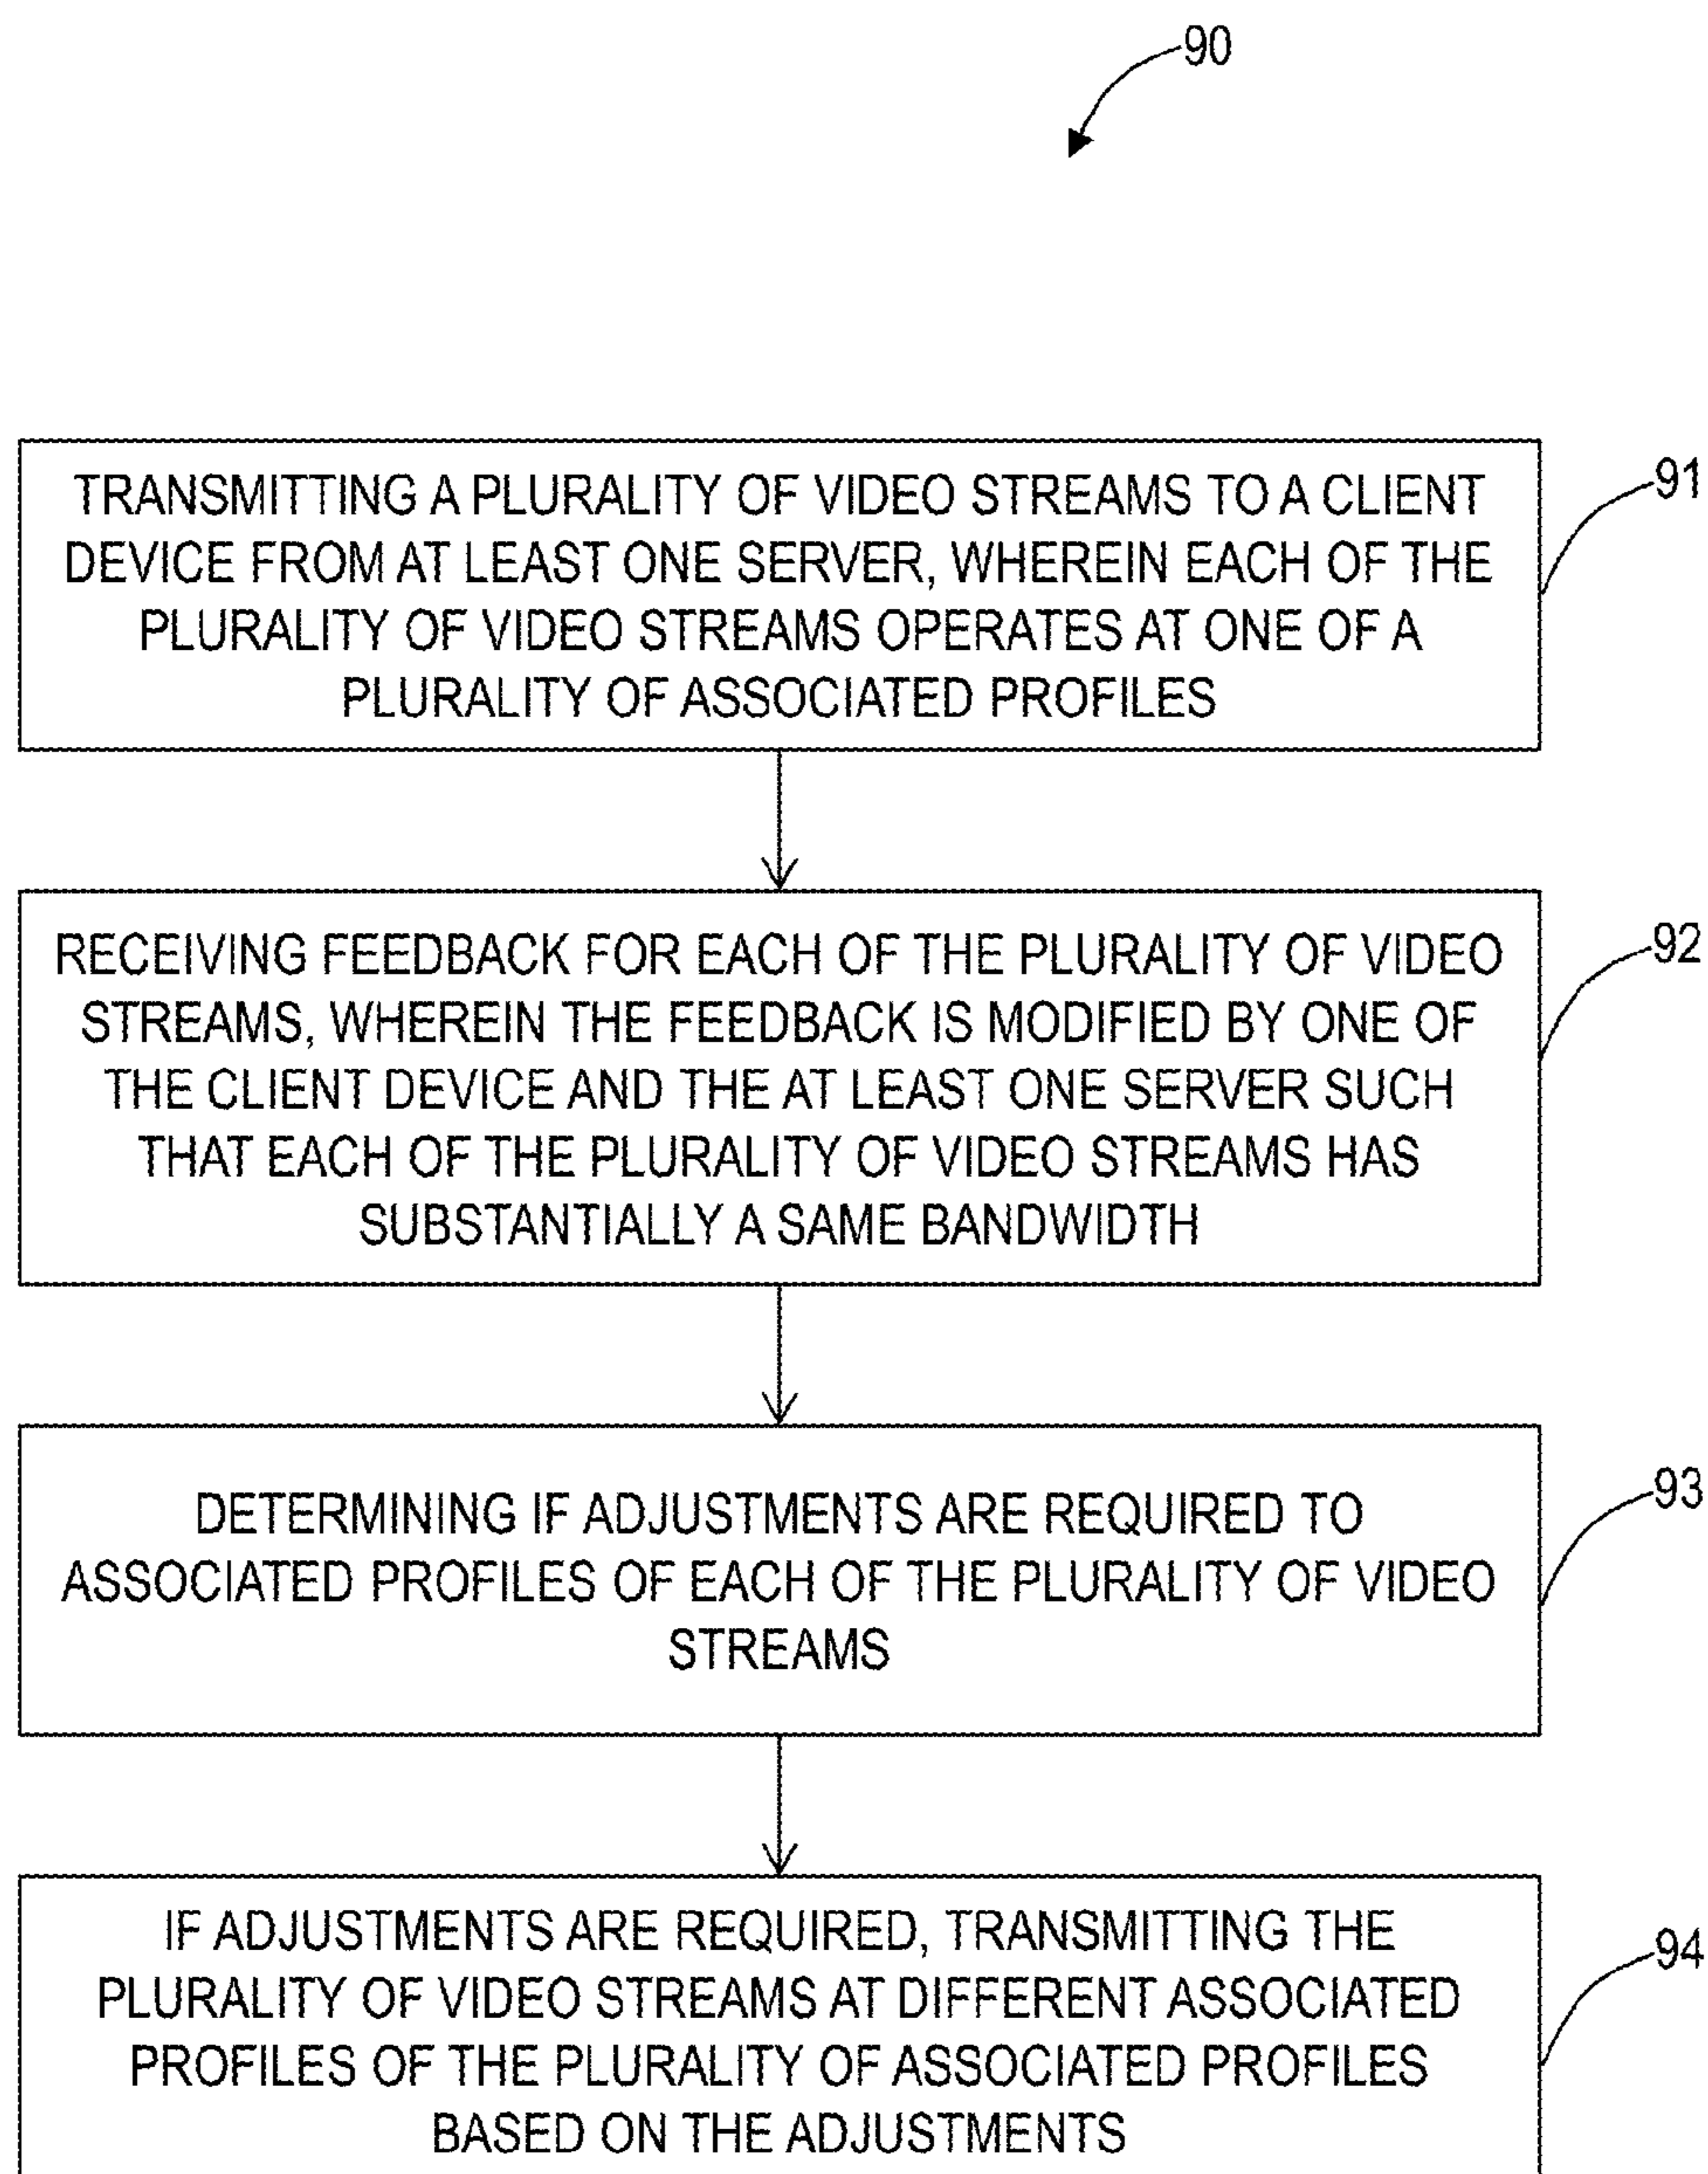 90
TRANSMITTING A PLURALITY OF VIDEO STREAMS TO A CLIENT
DEVICE FROM AT LEAST ONE SERVER, WHEREIN EACH OF THE
PLURALITY OF VIDEO STREAMS OPERATES AT ONE OF A
PLURALITY OF ASSOCIATED PROFILES
91
RECEIVING FEEDBACK FOR EACH OF THE PLURALITY OF VIDEO
STREAMS, WHEREIN THE FEEDBACK IS MODIFIED BY ONE OF
THE CLIENT DEVICE AND THE AT LEAST ONE SERVER SUCH
THAT EACH OF THE PLURALITY OF VIDEO STREAMS HAS
SUBSTANTIALLY A SAME BANDWIDTH
92
DETERMINING IF ADJUSTMENTS ARE REQUIRED TO
ASSOCIATED PROFILES OF EACH OF THE PLURALITY OF VIDEO
STREAMS
93
IF ADJUSTMENTS ARE REQUIRED, TRANSMITTING THE
PLURALITY OF VIDEO STREAMS AT DIFFERENT ASSOCIATED
PROFILES OF THE PLURALITY OF ASSOCIATED PROFILES
BASED ON THE ADJUSTMENTS
94